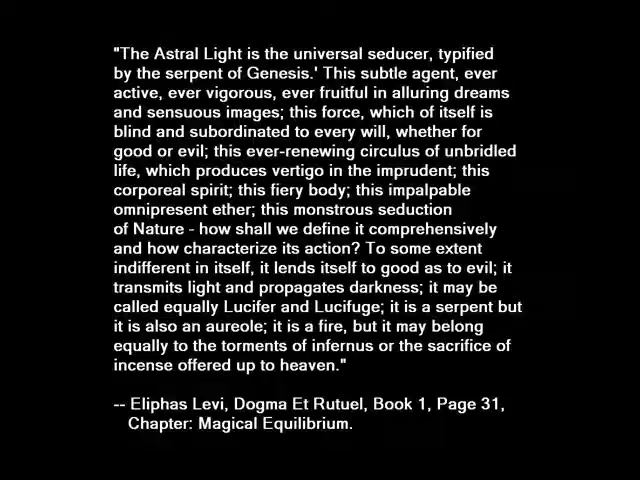 "The Astral Light is the universal seducer, typified
by the serpent of Genesis.' This subtle agent, ever
active, ever vigorous, ever fruitful in alluring dreams
and sensuous images; this force, which of itself is
blind and subordinated to every will, whether for
good or evil; this ever-renewing circulus of unbridled
life, which produces vertigo in the imprudent; this
corporeal spirit; this fiery body; this impalpable
omnipresent ether; this monstrous seduction
of Nature - how shall we define it comprehensively
and how characterize its action? To some extent
indifferent in itself, it lends itself to good as to evil; it
transmits light and propagates darkness; it may be
called equally Lucifer and Lucifuge; it is a serpent but
it is also an aureole; it is a fire, but it may belong
equally to the torments of infernus or the sacrifice of
incense offered up to heaven."
-- Eliphas Levi, Dogma Et Rutuel, Book 1, Page 31,
Chapter: Magical Equilibrium.